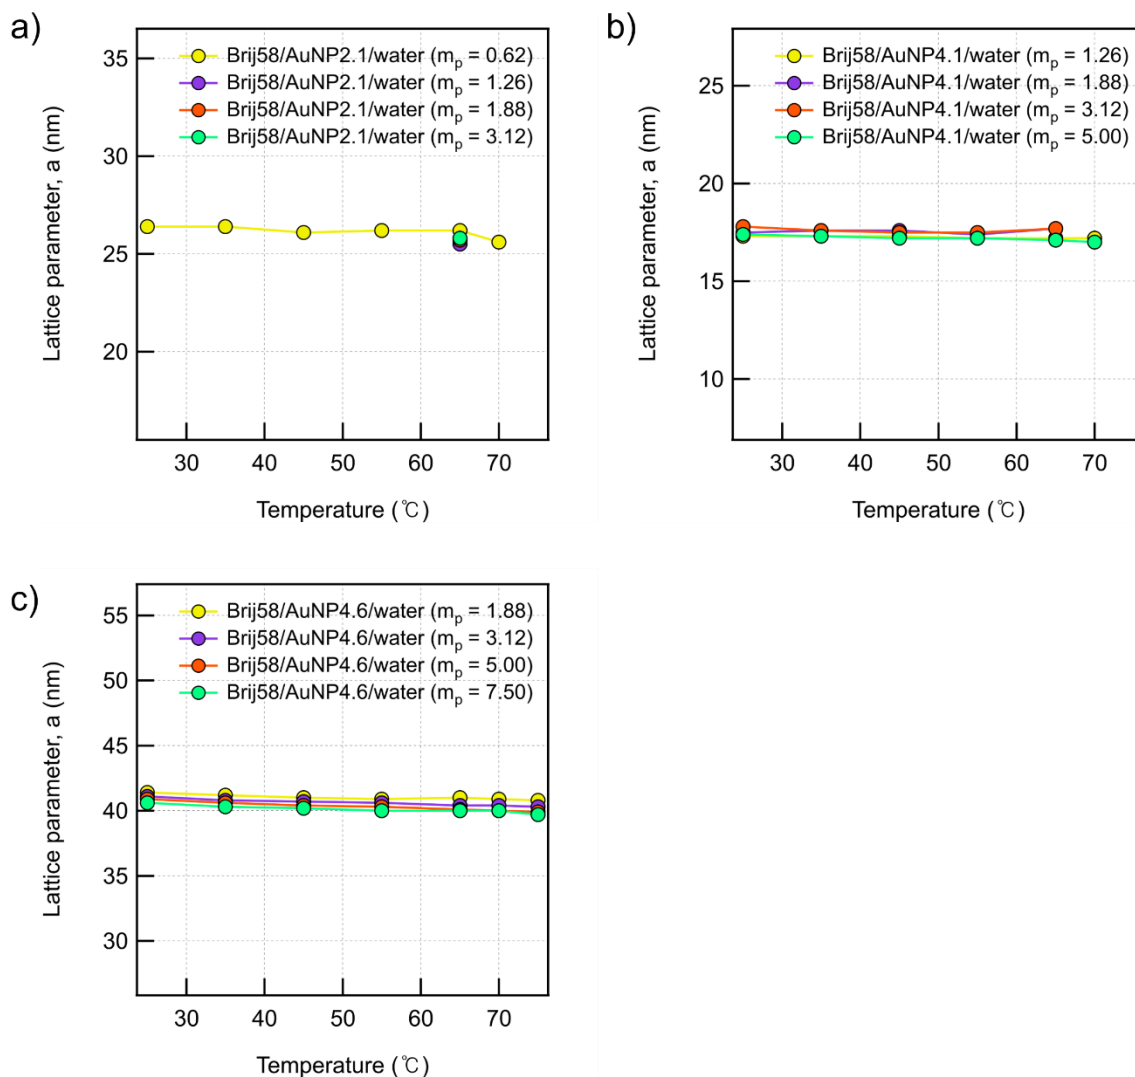 a)
Brij58/AuNP2.1/water (mp = 0.62)
Brij58/AuNP2.1/water (mp = 1.26)
Brij58/AuNP2.1/water (mp = 1.88)
Brij58/AuNP2.1/water (mp = 3.12)
35
30
25
20
Lattice parameter, a (nm)
30 40 50 60 70
Temperature (℃)
b)
Brij58/AuNP4.1/water (mp = 1.26)
Brij58/AuNP4.1/water (mp = 1.88)
Brij58/AuNP4.1/water (mp = 3.12)
Brij58/AuNP4.1/water (mp = 5.00)
25
20
15
10
Lattice parameter, a (nm)
30 40 50 60 70
Temperature (℃)
c)
Brij58/AuNP4.6/water (mp = 1.88)
Brij58/AuNP4.6/water (mp = 3.12)
Brij58/AuNP4.6/water (mp = 5.00)
Brij58/AuNP4.6/water (mp = 7.50)
55
50
45
40
35
30
Lattice parameter, a (nm)
30 40 50 60 70
Temperature (℃)